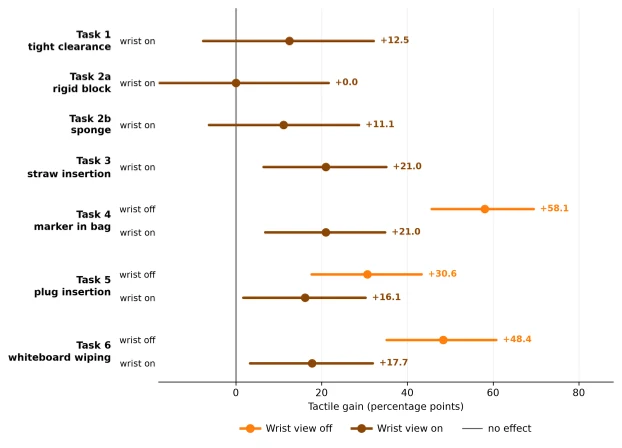 Task 1
tight clearance
wrist on
+12.5
Task 2a
rigid block
wrist on
+0.0
Task 2b
sponge
wrist on
+11.1
Task 3
straw insertion
wrist on
+21.0
Task 4
marker in bag
wrist off
+58.1
wrist on
+21.0
Task 5
plug insertion
wrist off
+30.6
wrist on
+16.1
Task 6
whiteboard wiping
wrist off
+48.4
wrist on
+17.7
0 20 40 60 80
Tactile gain (percentage points)
Wrist view off Wrist view on no effect